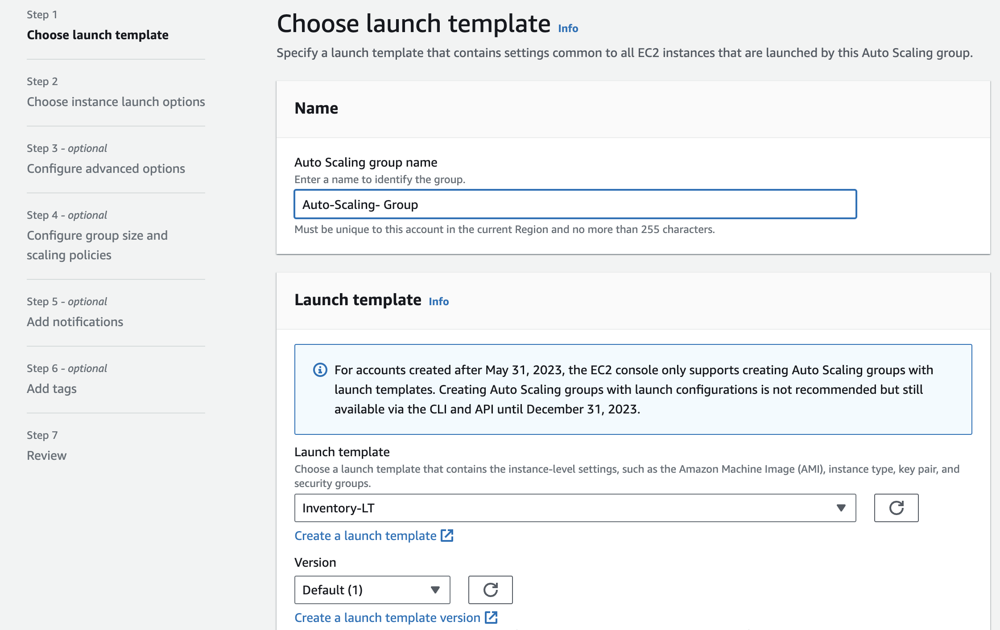 Step 1
Choose launch template
Step 2
Choose instance launch options
Step 3 - optional
Configure advanced options
Step 4 - optional
Configure group size and
scaling policies
Step 5 - optional
Add notifications
Step 6 - optional
Add tags
Step 7
Review
Choose launch template Info
Specify a launch template that contains settings common to all EC2 instances that are launched by this Auto Scaling group.
Name
Auto Scaling group name
Enter a name to identify the group.
Auto-Scaling- Group
Must be unique to this account in the current Region and no more than 255 characters.
Launch template Info
For accounts created after May 31, 2023, the EC2 console only supports creating Auto Scaling groups with
launch templates. Creating Auto Scaling groups with launch configurations is not recommended but still
available via the CLI and API until December 31, 2023.
Launch template
Choose a launch template that contains the instance-level settings, such as the Amazon Machine Image (AMI), instance type, key pair, and
security groups.
Inventory-LT
Create a launch template
Version
Default (1)
Create a launch template version